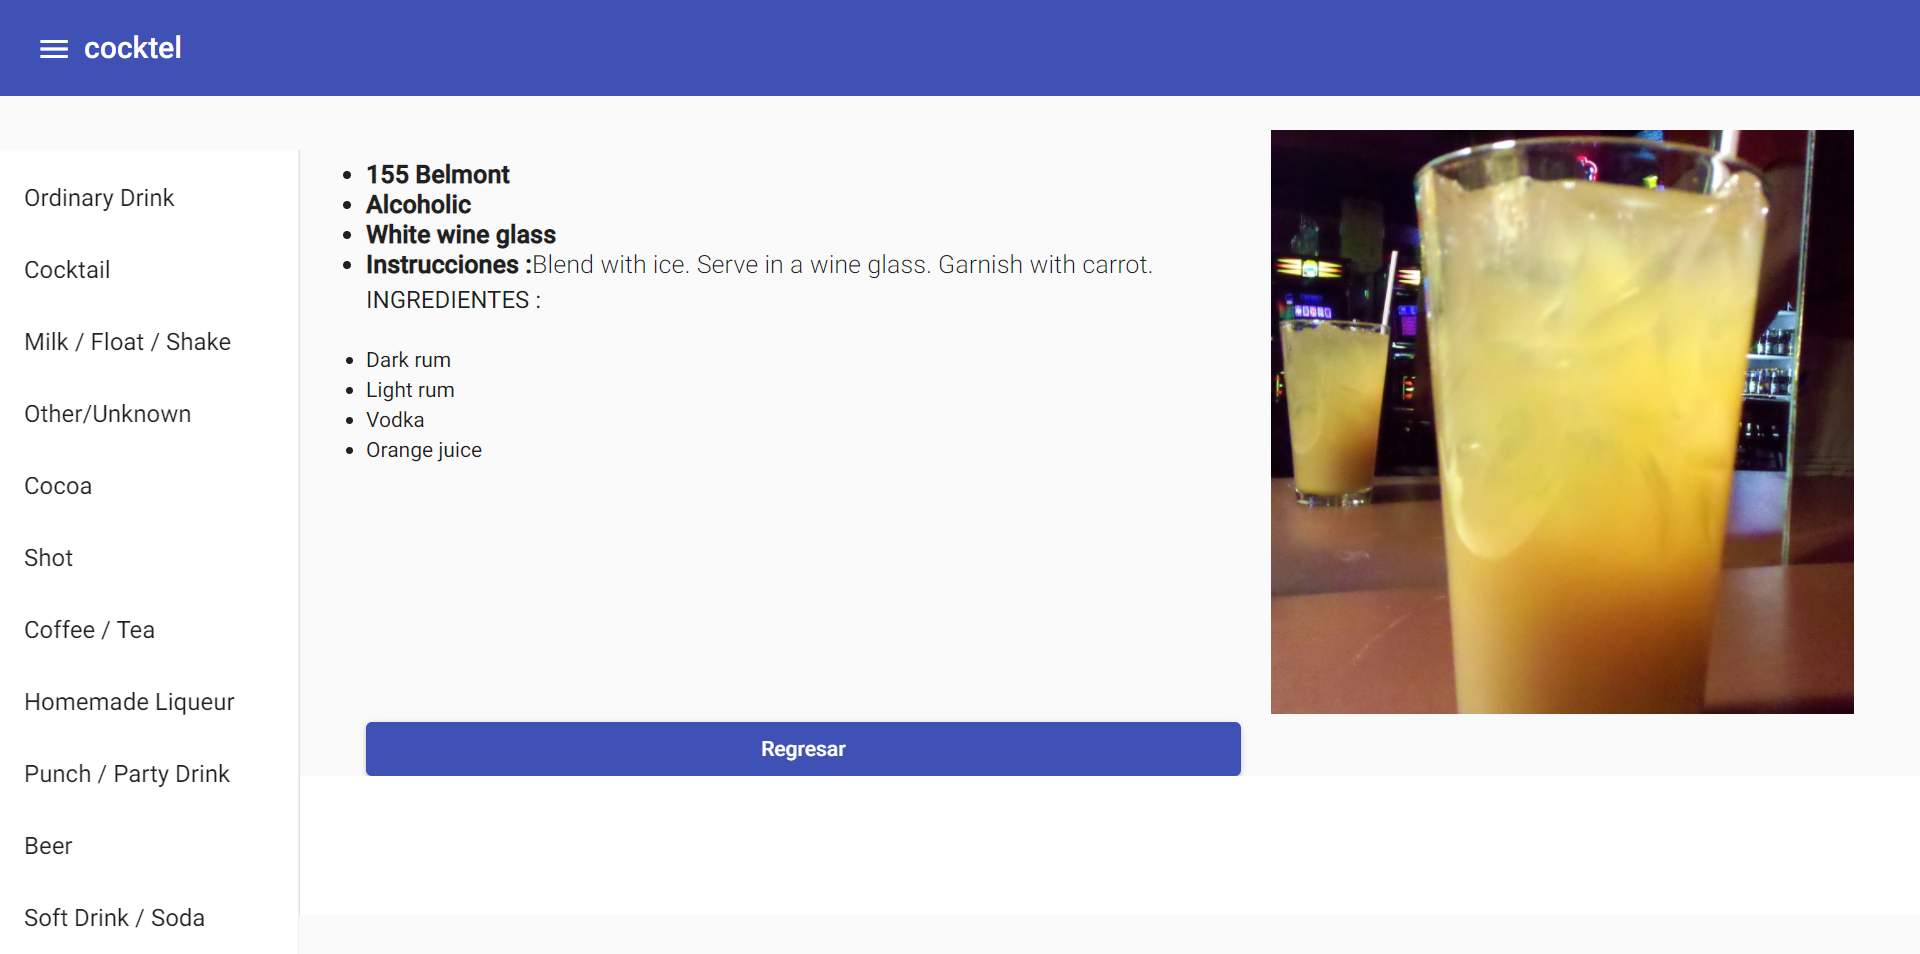 cocktel
Ordinary Drink
Cocktail
Milk / Float / Shake
Other/Unknown
Cocoa
Shot
Coffee / Tea
Homemade Liqueur
Punch / Party Drink
Beer
Soft Drink / Soda
155 Belmont
Alcoholic
White wine glass
Instrucciones :Blend with ice. Serve in a wine glass. Garnish with carrot.
INGREDIENTES :
Dark rum
Light rum
Vodka
Orange juice
Regresar